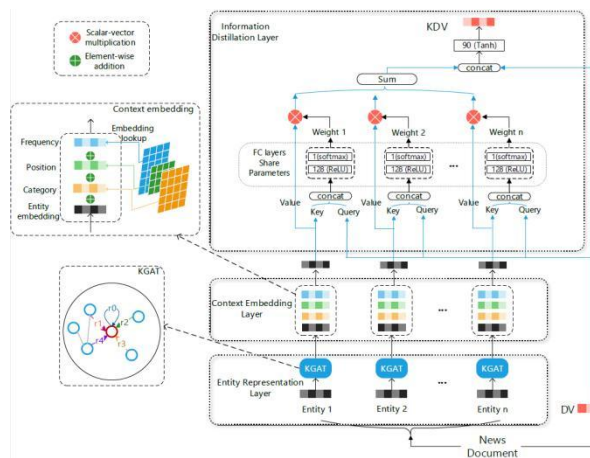 Information
Distillation Layer
KDV
90 (Tanh)
concat
Sum
Scalar-vector
multiplication
Element-wise
addition
Context embedding
Embedding
lookup
Frequency
Position
Category
Entity
embedding
Weight 1
Weight 2
Weight n
FC layers
Share
Parameters
1(softmax)
128 (ReLU)
1(softmax)
128 (ReLU)
...
1(softmax)
128 (ReLU)
concat
concat
concat
Value
Key
Query
Value
Key
Query
Value
Key
Query
KGAT
r0
r1
r2
r4
r3
Context Embedding
Layer
...
Entity Representation
Layer
KGAT
KGAT
KGAT
...
Entity 1
Entity 2
Entity n
DV
News
Document